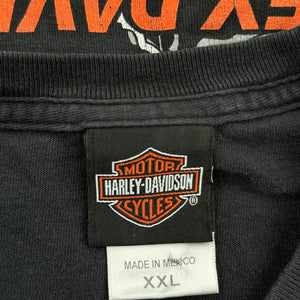 EY DAVI
MOTOR
HARLEY-DAVIDSON
CYCLES
®
MADE IN MEXICO
XXL